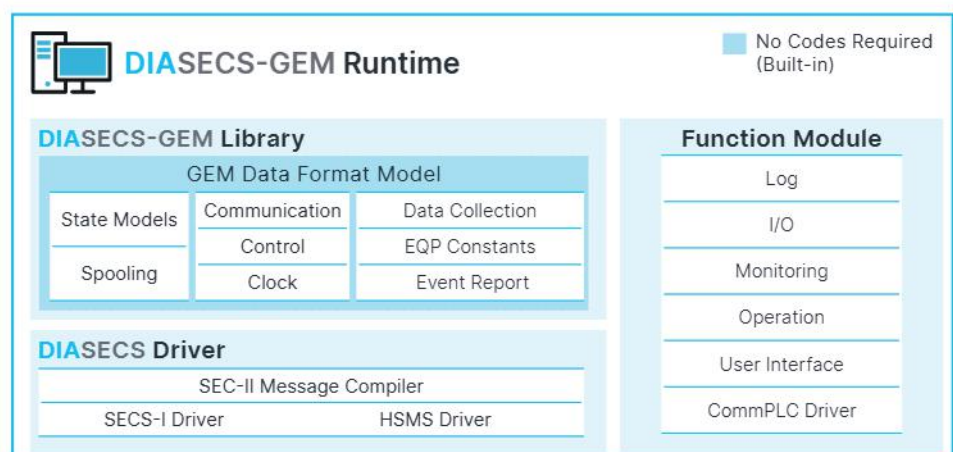 DIASECS-GEM Runtime
No Codes Required
(Built-in)
DIASECS-GEM Library
GEM Data Format Model
State Models
Spooling
Communication
Control
Clock
Data Collection
EQP Constants
Event Report
DIASECS Driver
SEC-II Message Compiler
SECS-I Driver
HSMS Driver
Function Module
Log
I/O
Monitoring
Operation
User Interface
CommPLC Driver